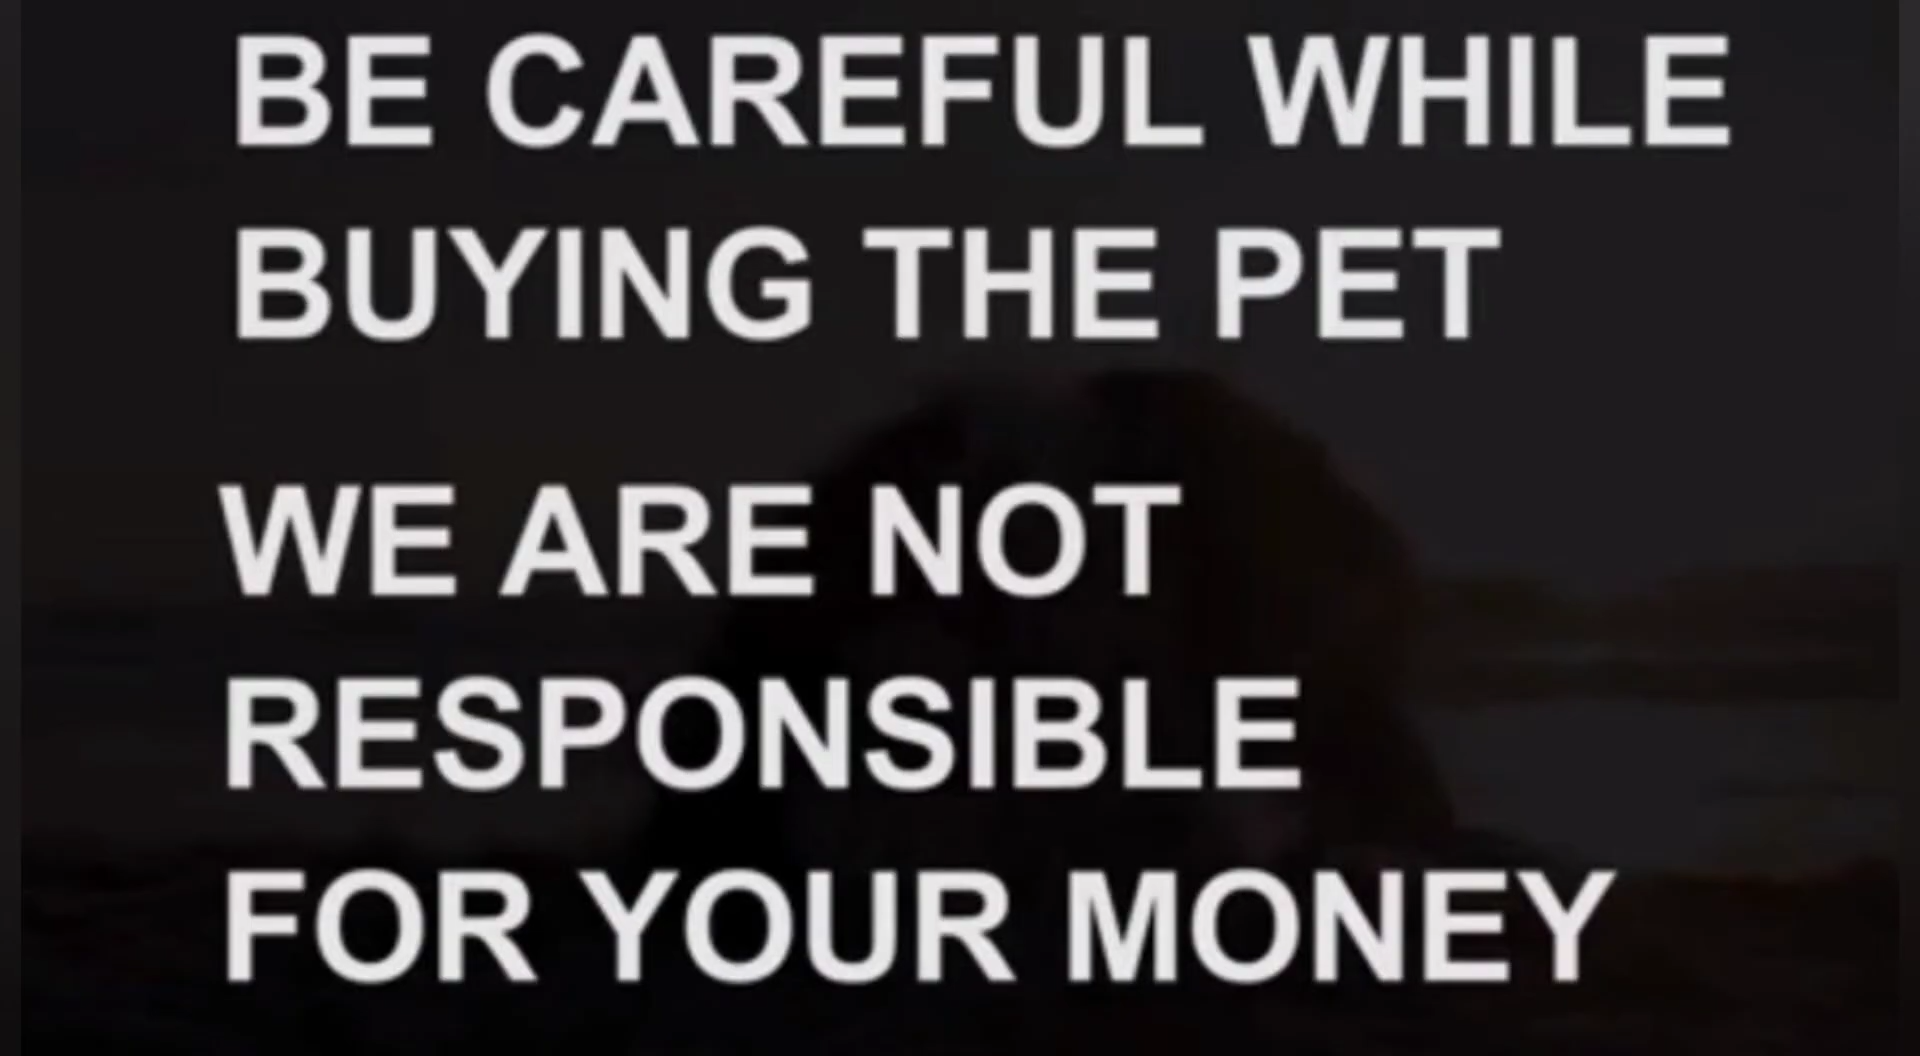 BE CAREFUL WHILE
BUYING THE PET
WE ARE NOT
RESPONSIBLE
FOR YOUR MONEY